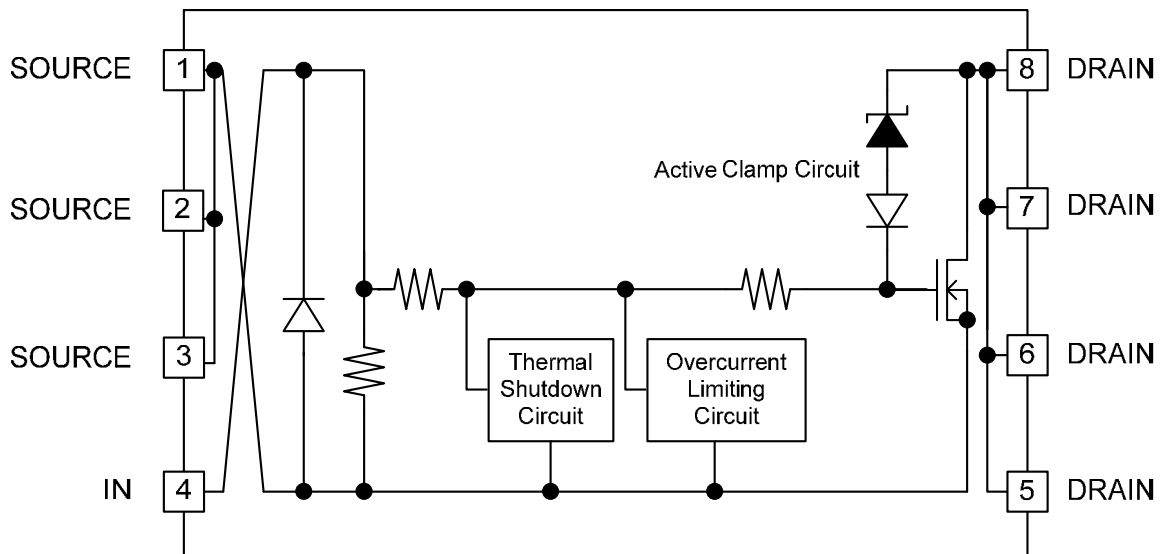 SOURCE 1 8 DRAIN
Active Clamp Circuit
SOURCE 2 7 DRAIN
SOURCE 3 6 DRAIN
Thermal
Shutdown
Circuit
Overcurrent
Limiting
Circuit
IN 4 5 DRAIN